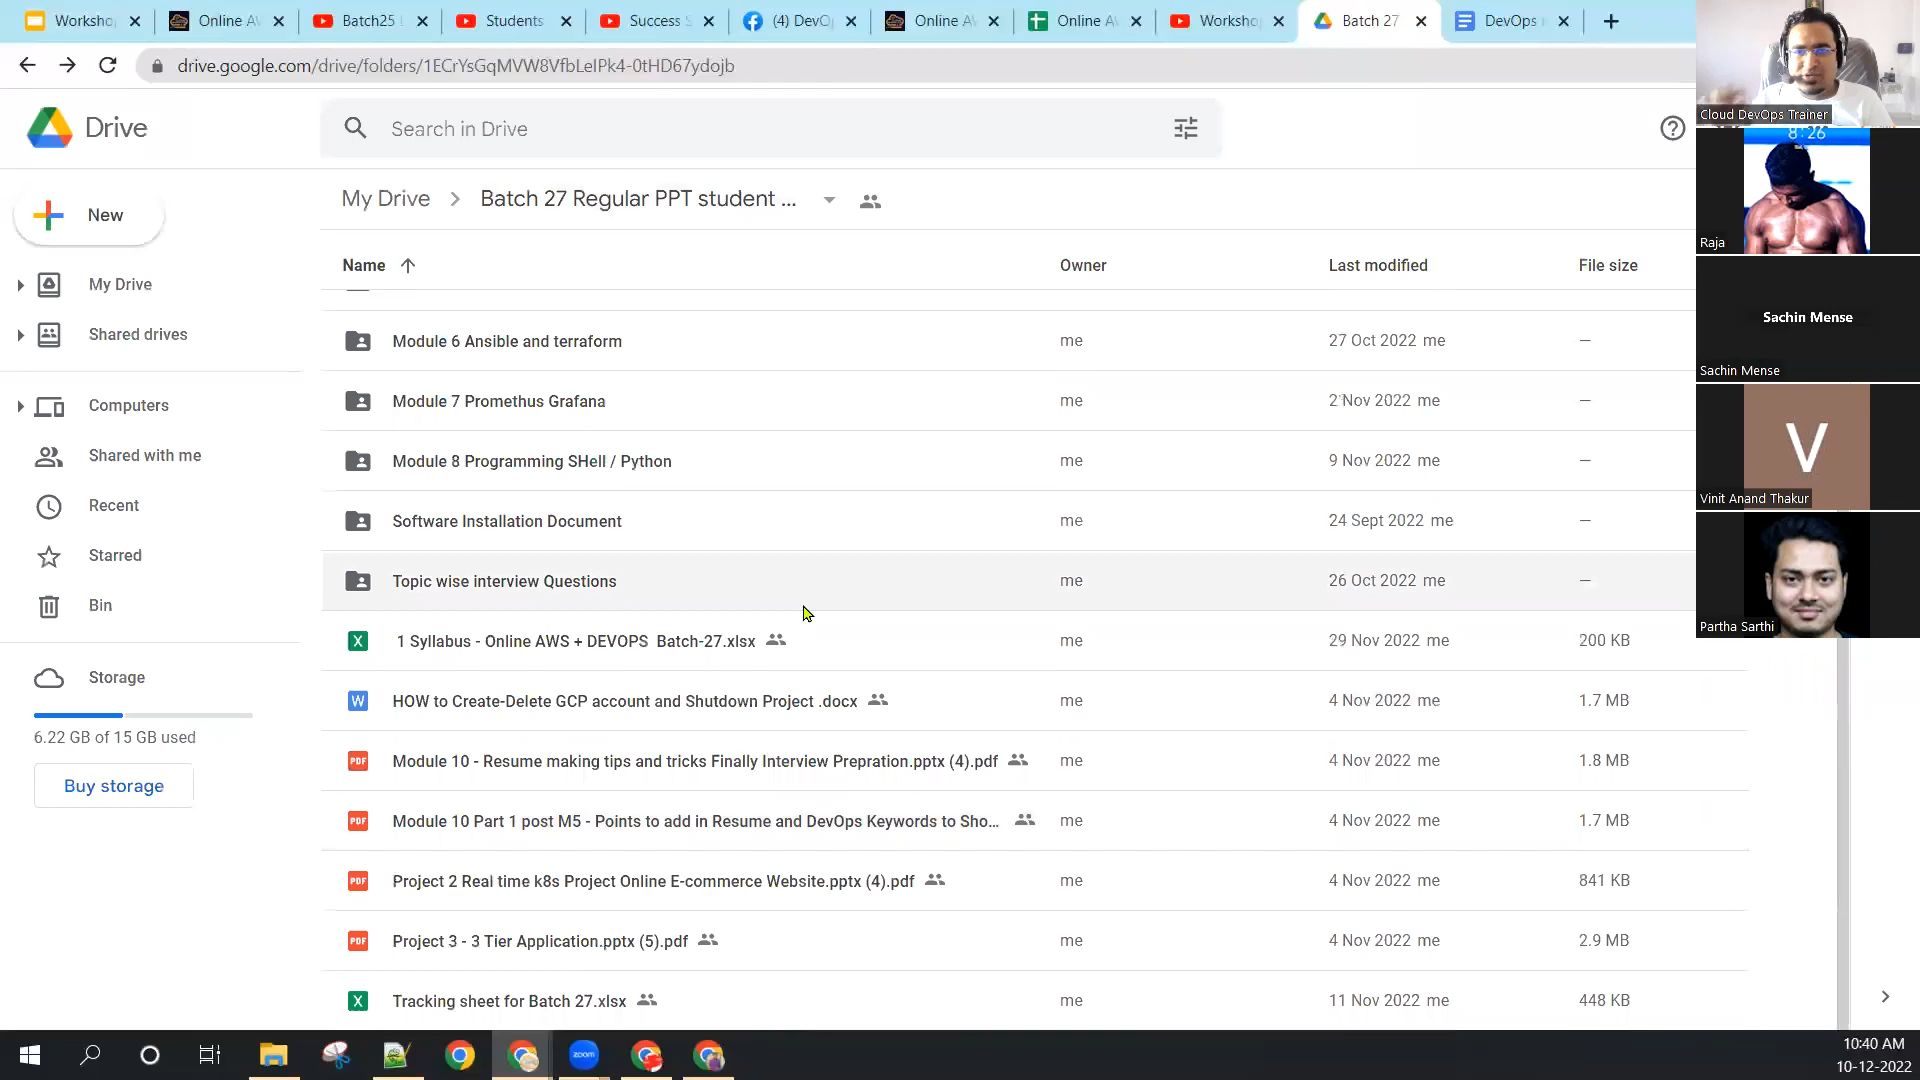 Worksho
Online A
Batch25
Students
Success S
(4) DevO
Online A
Online A
Worksho
Batch 27
DevOps
drive.google.com/drive/folders/1ECrYsGqMVW8VfbLeIPk4-0tHD67ydojb
Drive
Search in Drive
New
My Drive
Shared drives
Computers
Shared with me
Recent
Starred
Bin
Storage
6.22 GB of 15 GB used
Buy storage
My Drive > Batch 27 Regular PPT student ...
Name Owner Last modified File size
Module 6 Ansible and terraform me 27 Oct 2022 me —
Module 7 Promethus Grafana me 2 Nov 2022 me —
Module 8 Programming SHell / Python me 9 Nov 2022 me —
Software Installation Document me 24 Sept 2022 me —
Topic wise interview Questions me 26 Oct 2022 me —
1 Syllabus - Online AWS + DEVOPS Batch-27.xlsx me 29 Nov 2022 me 200 KB
HOW to Create-Delete GCP account and Shutdown Project .docx me 4 Nov 2022 me 1.7 MB
Module 10 - Resume making tips and tricks Finally Interview Prepration.pptx (4).pdf me 4 Nov 2022 me 1.8 MB
Module 10 Part 1 post M5 - Points to add in Resume and DevOps Keywords to Sho... me 4 Nov 2022 me 1.7 MB
Project 2 Real time k8s Project Online E-commerce Website.pptx (4).pdf me 4 Nov 2022 me 841 KB
Project 3 - 3 Tier Application.pptx (5).pdf me 4 Nov 2022 me 2.9 MB
Tracking sheet for Batch 27.xlsx me 11 Nov 2022 me 448 KB
Cloud DevOps Trainer
8:26
Raja
Sachin Mense
Sachin Mense
V
Vinit Anand Thakur
Partha Sarthi
zoom
10:40 AM
10-12-2022